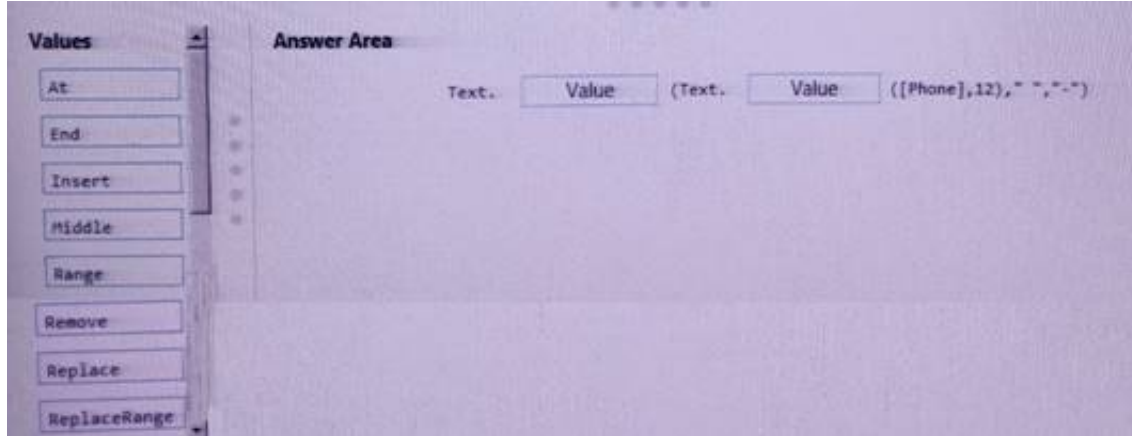 Values
At
End
Insert
Middle
Range
Remove
Replace
ReplaceRange
Answer Area
Text. Value (Text. Value ([Phone],12)," ","-")